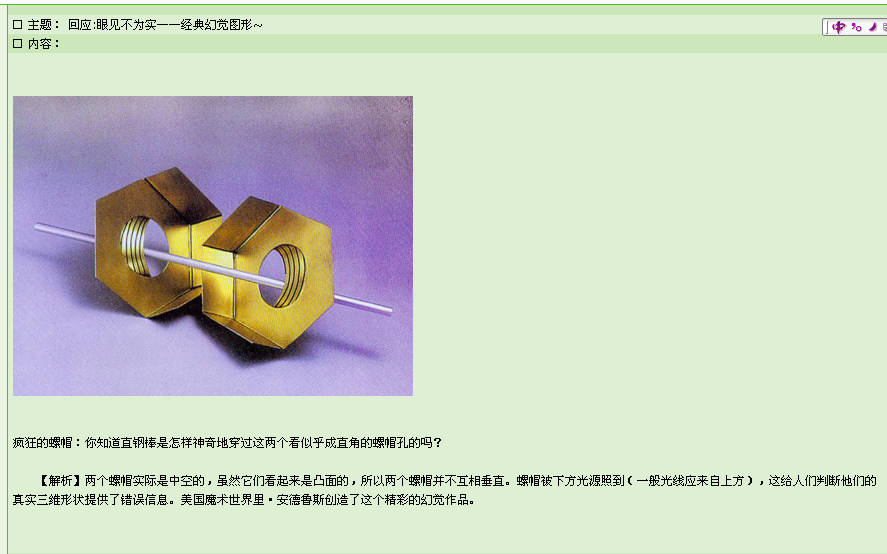 □ 主题： 回应:眼见不为实——经典幻觉图形～
□ 内容：
中
疯狂的螺帽：你知道直钢棒是怎样神奇地穿过这两个看似乎成直角的螺帽孔的吗？
【解析】两个螺帽实际是中空的，虽然它们看起来是凸面的，所以两个螺帽并不互相垂直。螺帽被下方光源照到（一般光线应来自上方），这给人们判断他们的
真实三维形状提供了错误信息。美国魔术世界里·安德鲁斯创造了这个精彩的幻觉作品。